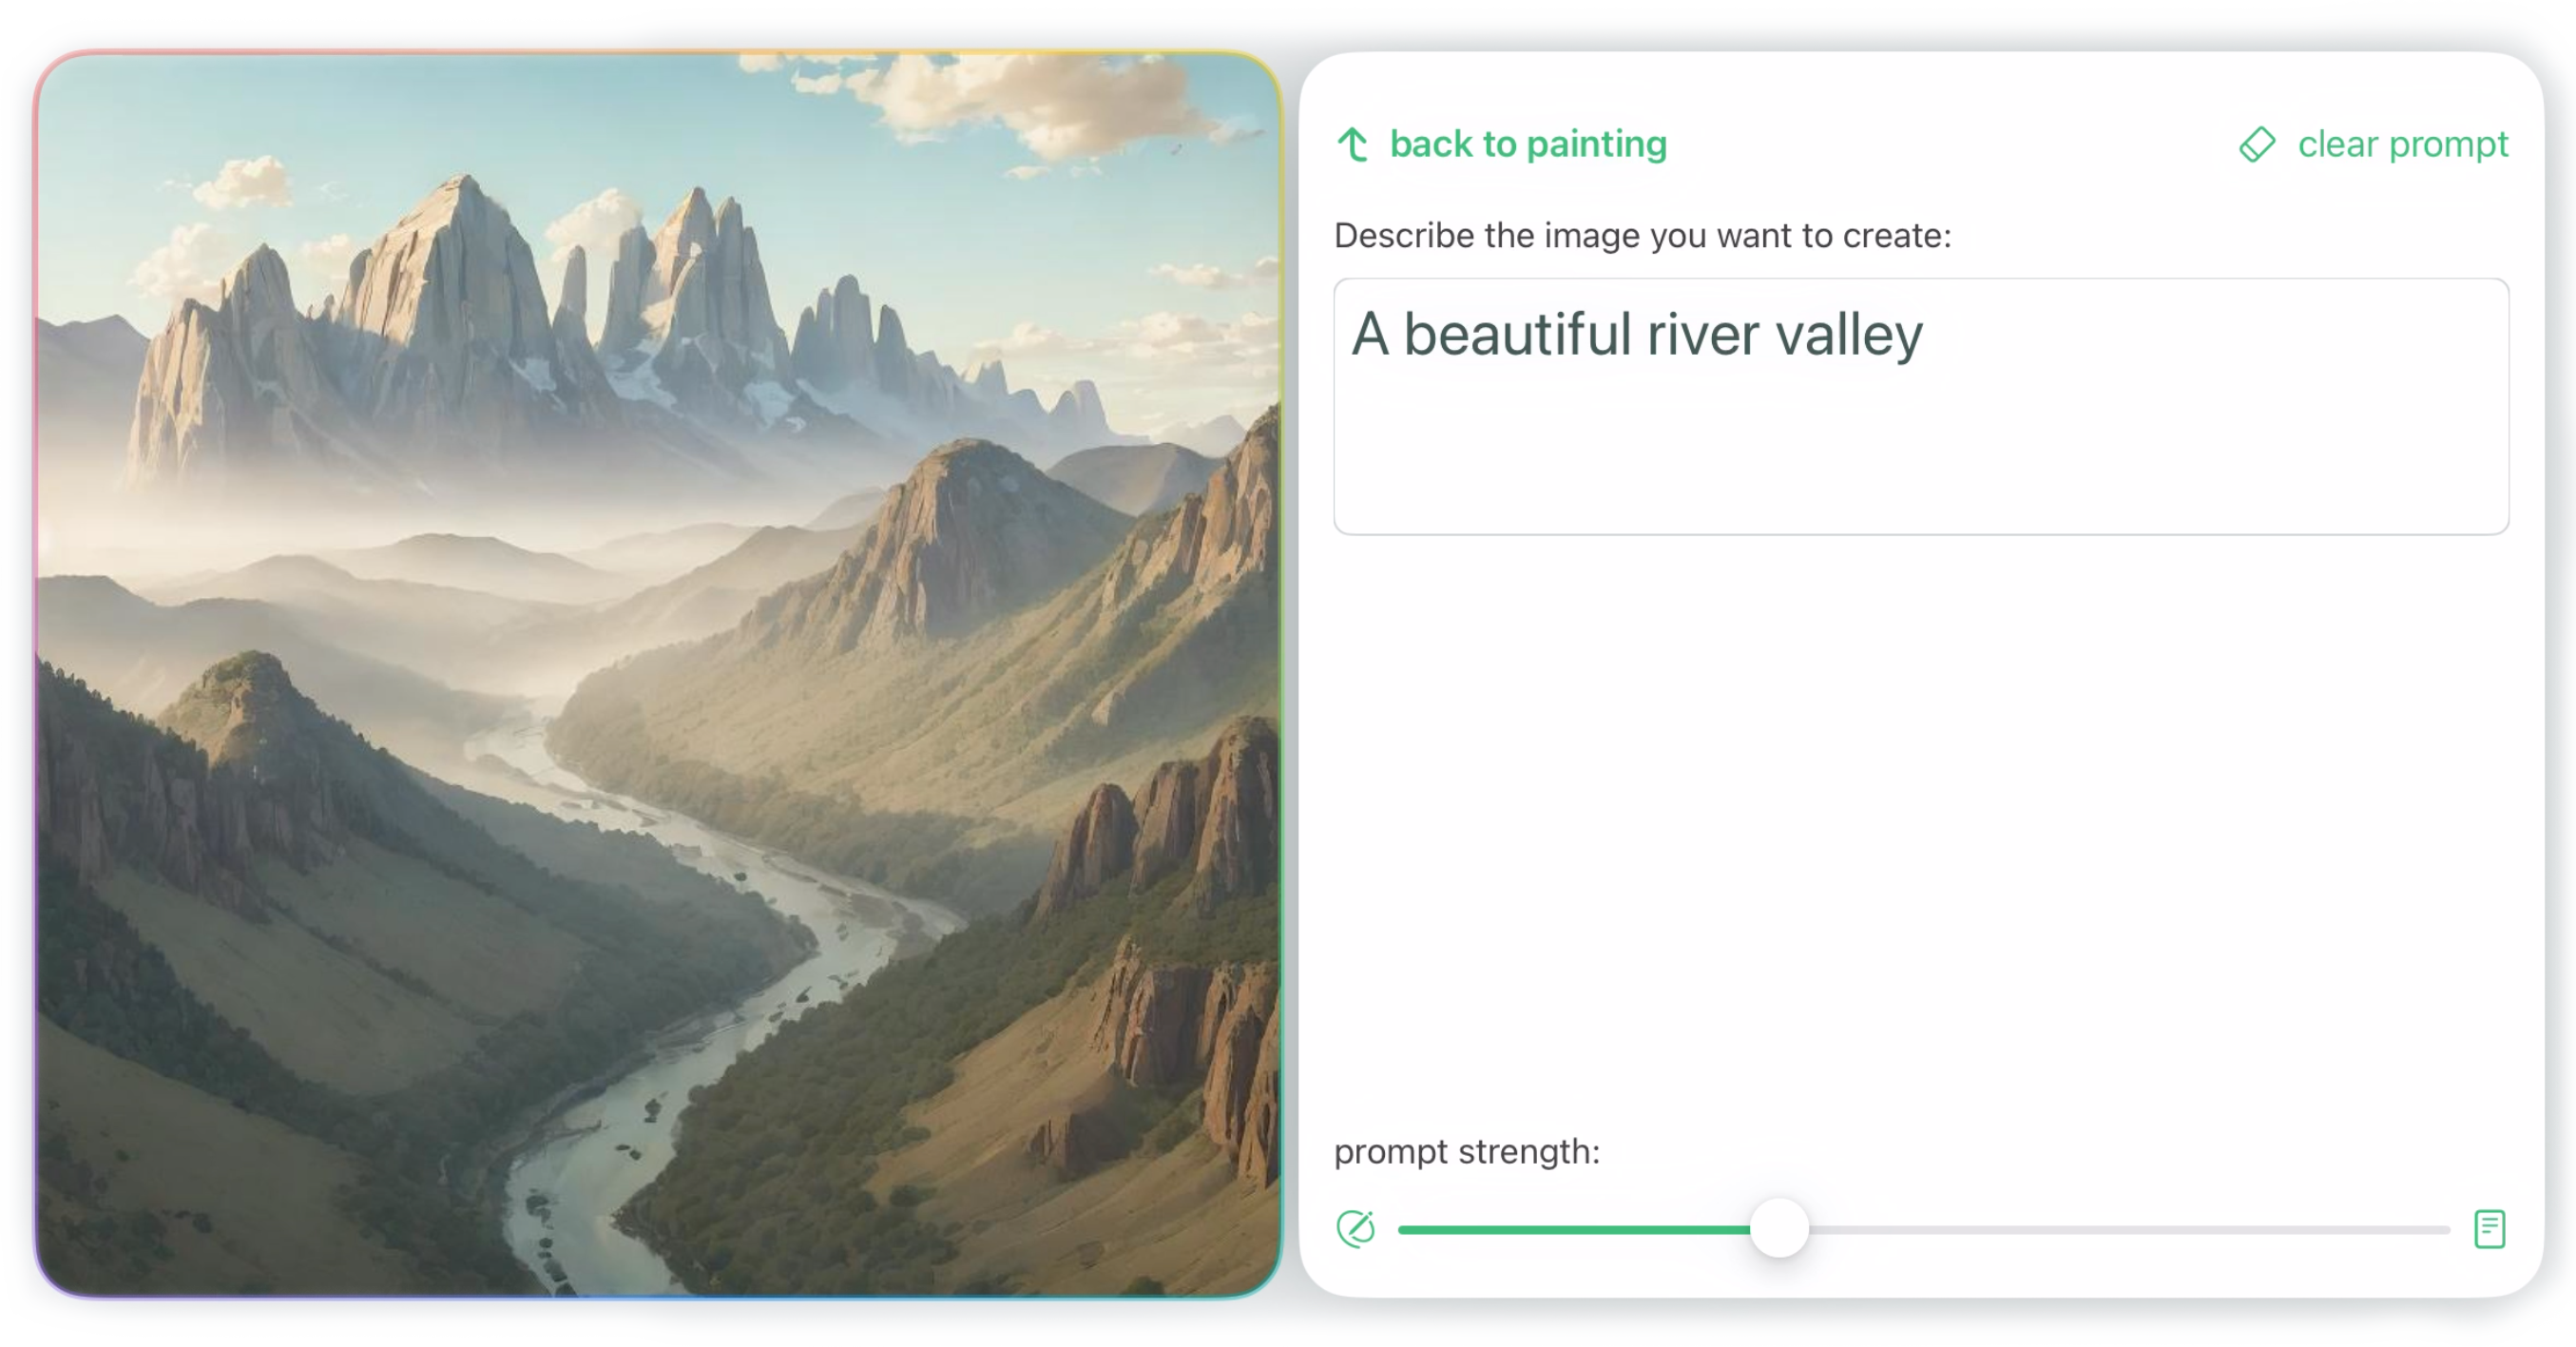 back to painting
clear prompt
Describe the image you want to create:
A beautiful river valley
prompt strength: